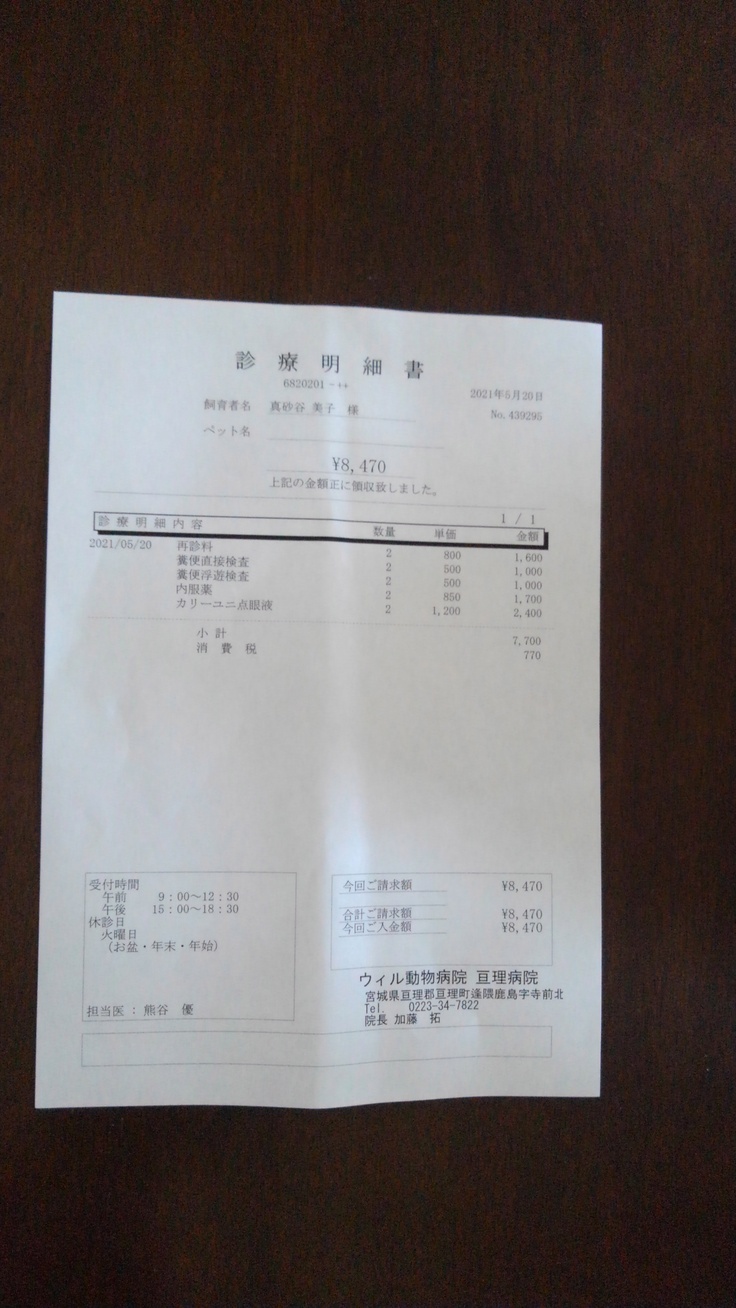 診療明細書
6820201-++
2021年5月20日
飼育者名 真砂谷 美子 様
No.439295
ペット名
¥8,470
上記の金額正に領収致しました。
1 / 1
診療明細内容 数量 単価 金額
2021/05/20 再診料 2 800 1,600
糞便直接検査 2 500 1,000
糞便浮遊検査 2 500 1,000
内服薬 2 850 1,700
カリーユニ点眼液 2 1,200 2,400
小計 7,700
消費税 770
受付時間
午前 9:00～12:30
午後 15:00～18:30
休診日
火曜日
(お盆・年末・年始)
担当医:熊谷 優
今回ご請求額 ¥8,470
合計ご請求額 ¥8,470
今回ご入金額 ¥8,470
ウィル動物病院 亘理病院
宮城県亘理郡亘理町逢隈鹿島字寺前北
Tel. 0223-34-7822
院長 加藤 拓